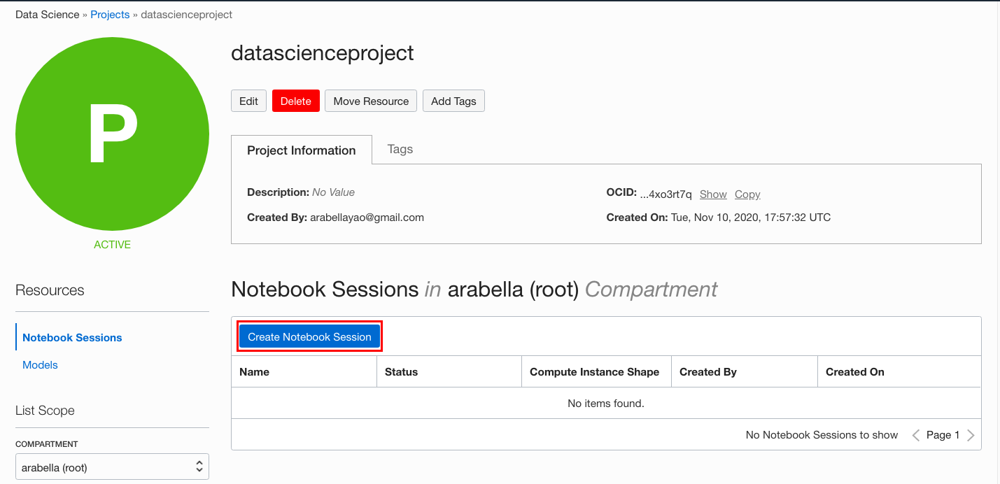 Data Science » Projects » datascienceproject
P
ACTIVE
datascienceproject
Edit Delete Move Resource Add Tags
Project Information Tags
Description: No Value
OCID: ...4xo3rt7q Show Copy
Created By: arabellayao@gmail.com
Created On: Tue, Nov 10, 2020, 17:57:32 UTC
Resources
Notebook Sessions
Models
List Scope
COMPARTMENT
arabella (root)
Notebook Sessions in arabella (root) Compartment
Create Notebook Session
Name Status Compute Instance Shape Created By Created On
No items found.
No Notebook Sessions to show Page 1